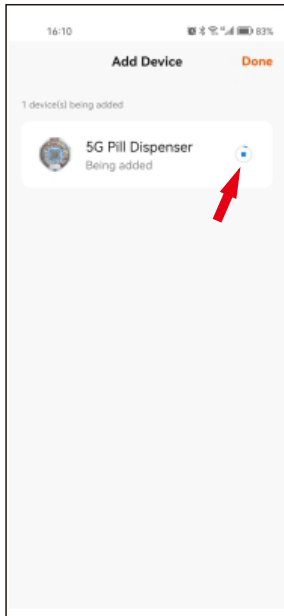 16:10
83%
Add Device
Done
1 device(s) being added
5G Pill Dispenser
Being added